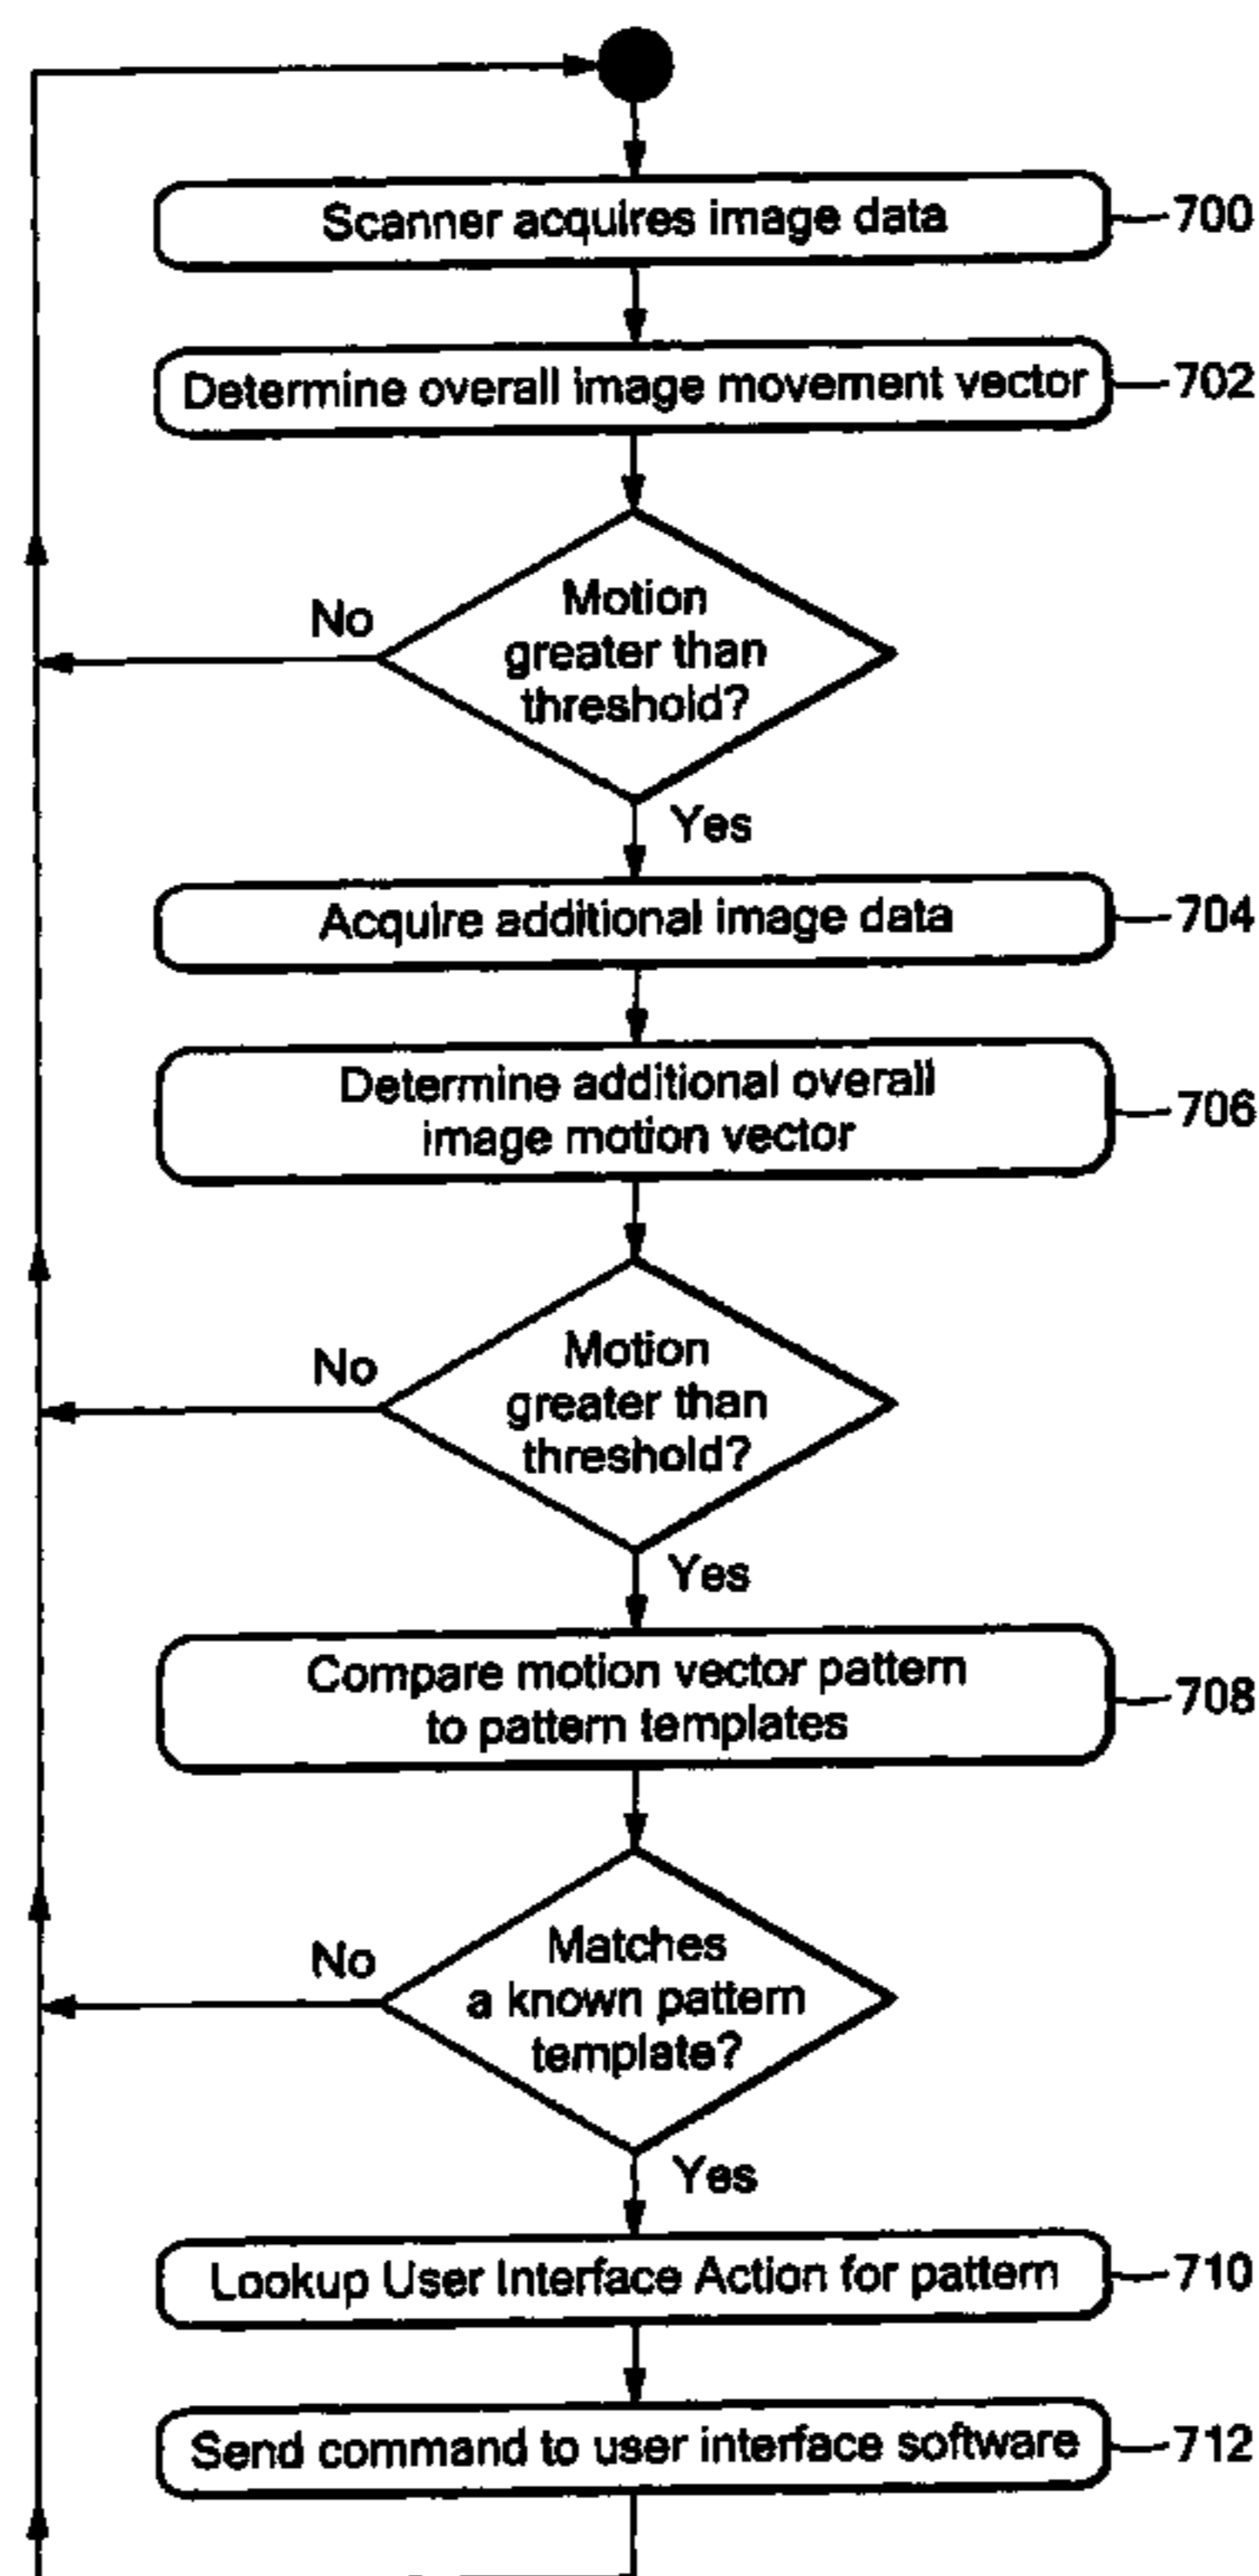 Scanner acquires image data
700
Determine overall image movement vector
702
Motion
greater than
threshold?
No
Yes
Acquire additional image data
704
Determine additional overall
image motion vector
706
Motion
greater than
threshold?
No
Yes
Compare motion vector pattern
to pattern templates
708
Matches
a known pattern
template?
No
Yes
Lookup User Interface Action for pattern
710
Send command to user interface software
712